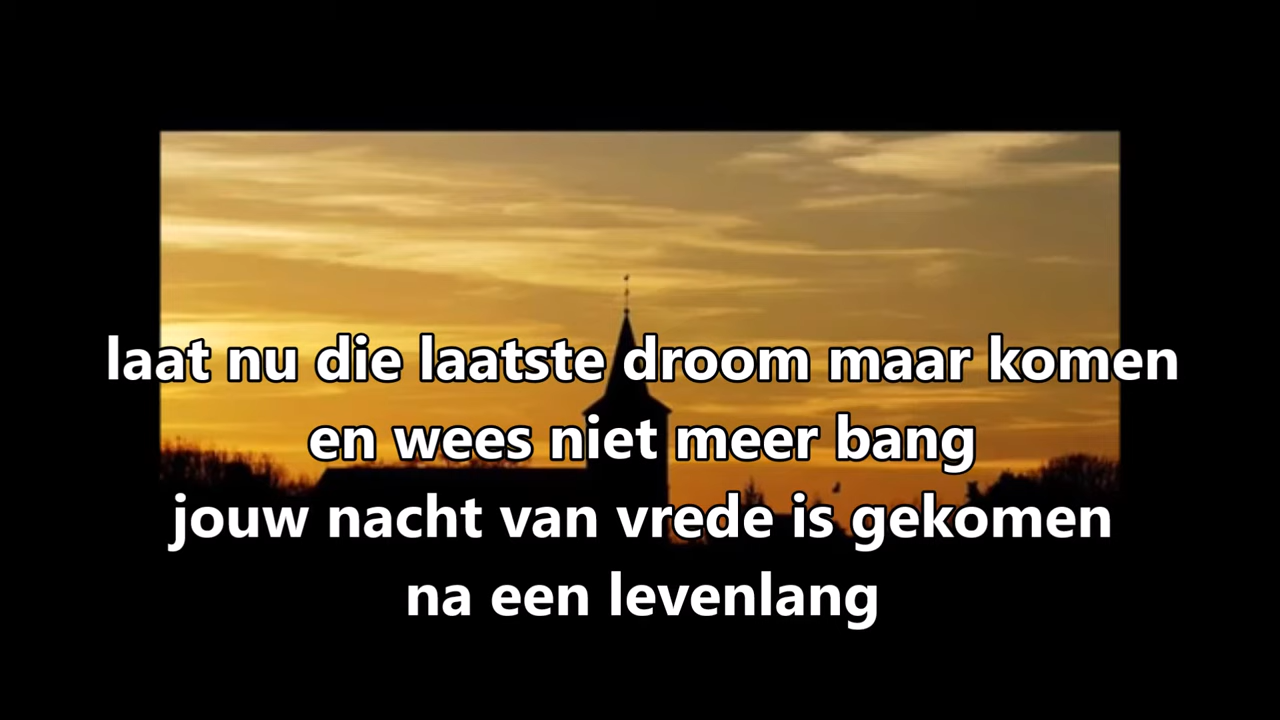 laat nu die laatste droom maar komen
en wees niet meer bang
jouw nacht van vrede is gekomen
na een levenlang